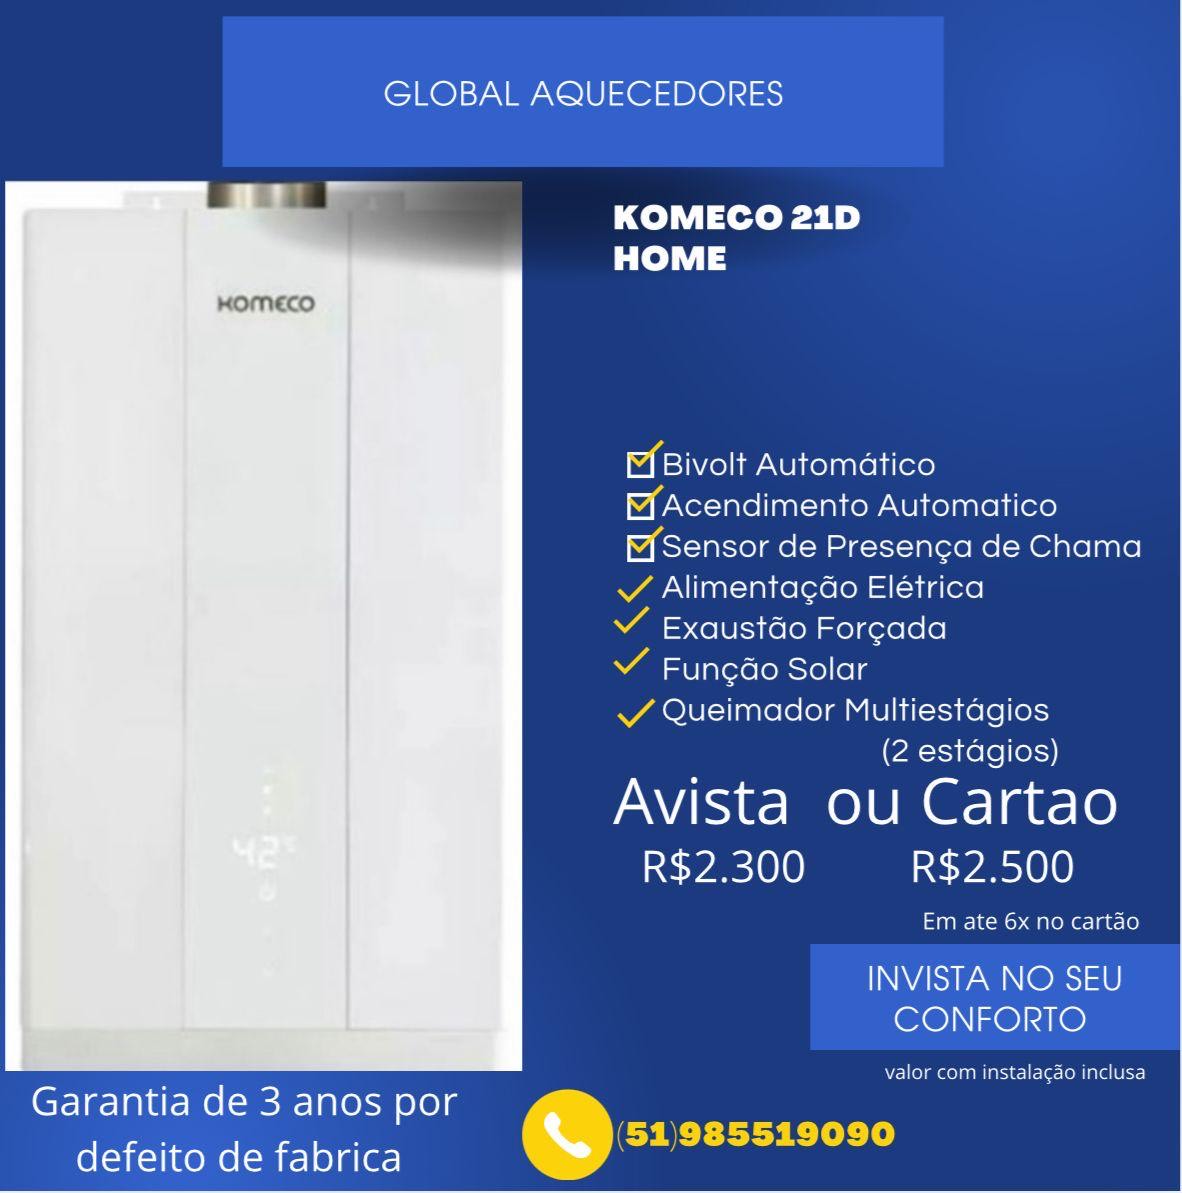 GLOBAL AQUECEDORES
KOMECO 21D
HOME
KOMECO
Bivolt Automático
Acendimento Automatico
Sensor de Presença de Chama
Alimentação Elétrica
Exaustão Forçada
Função Solar
Queimador Multiestágios
(2 estágios)
Avista ou Cartao
R$2.300 R$2.500
42
Em ate 6x no cartão
INVISTA NO SEU
CONFORTO
valor com instalação inclusa
Garantia de 3 anos por
defeito de fabrica
(51)985519090